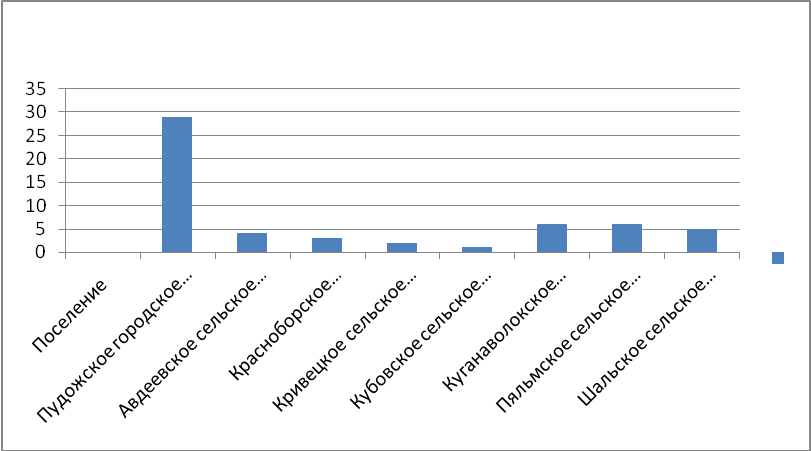 35
30
25
20
15
10
5
0
Поселение
Пудожское городское...
Авдеевское сельское...
Красноборское...
Кривецкое сельское...
Кубовское сельское...
Куганаволокское...
Пяльмское сельское...
Шальское сельское...